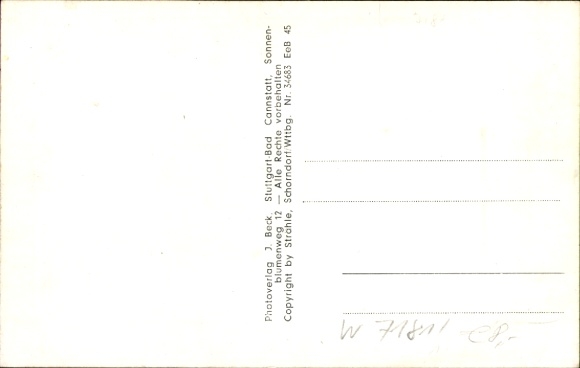 Photoverlag J. Beck, Stuttgart-Bad Cannstatt, Sonnen-
blumenweg 12 — Alle Rechte vorbehalten
Copyright by Strähle, Schorndorf/Wttbg. Nr. 34683 EeB 45
W 71811